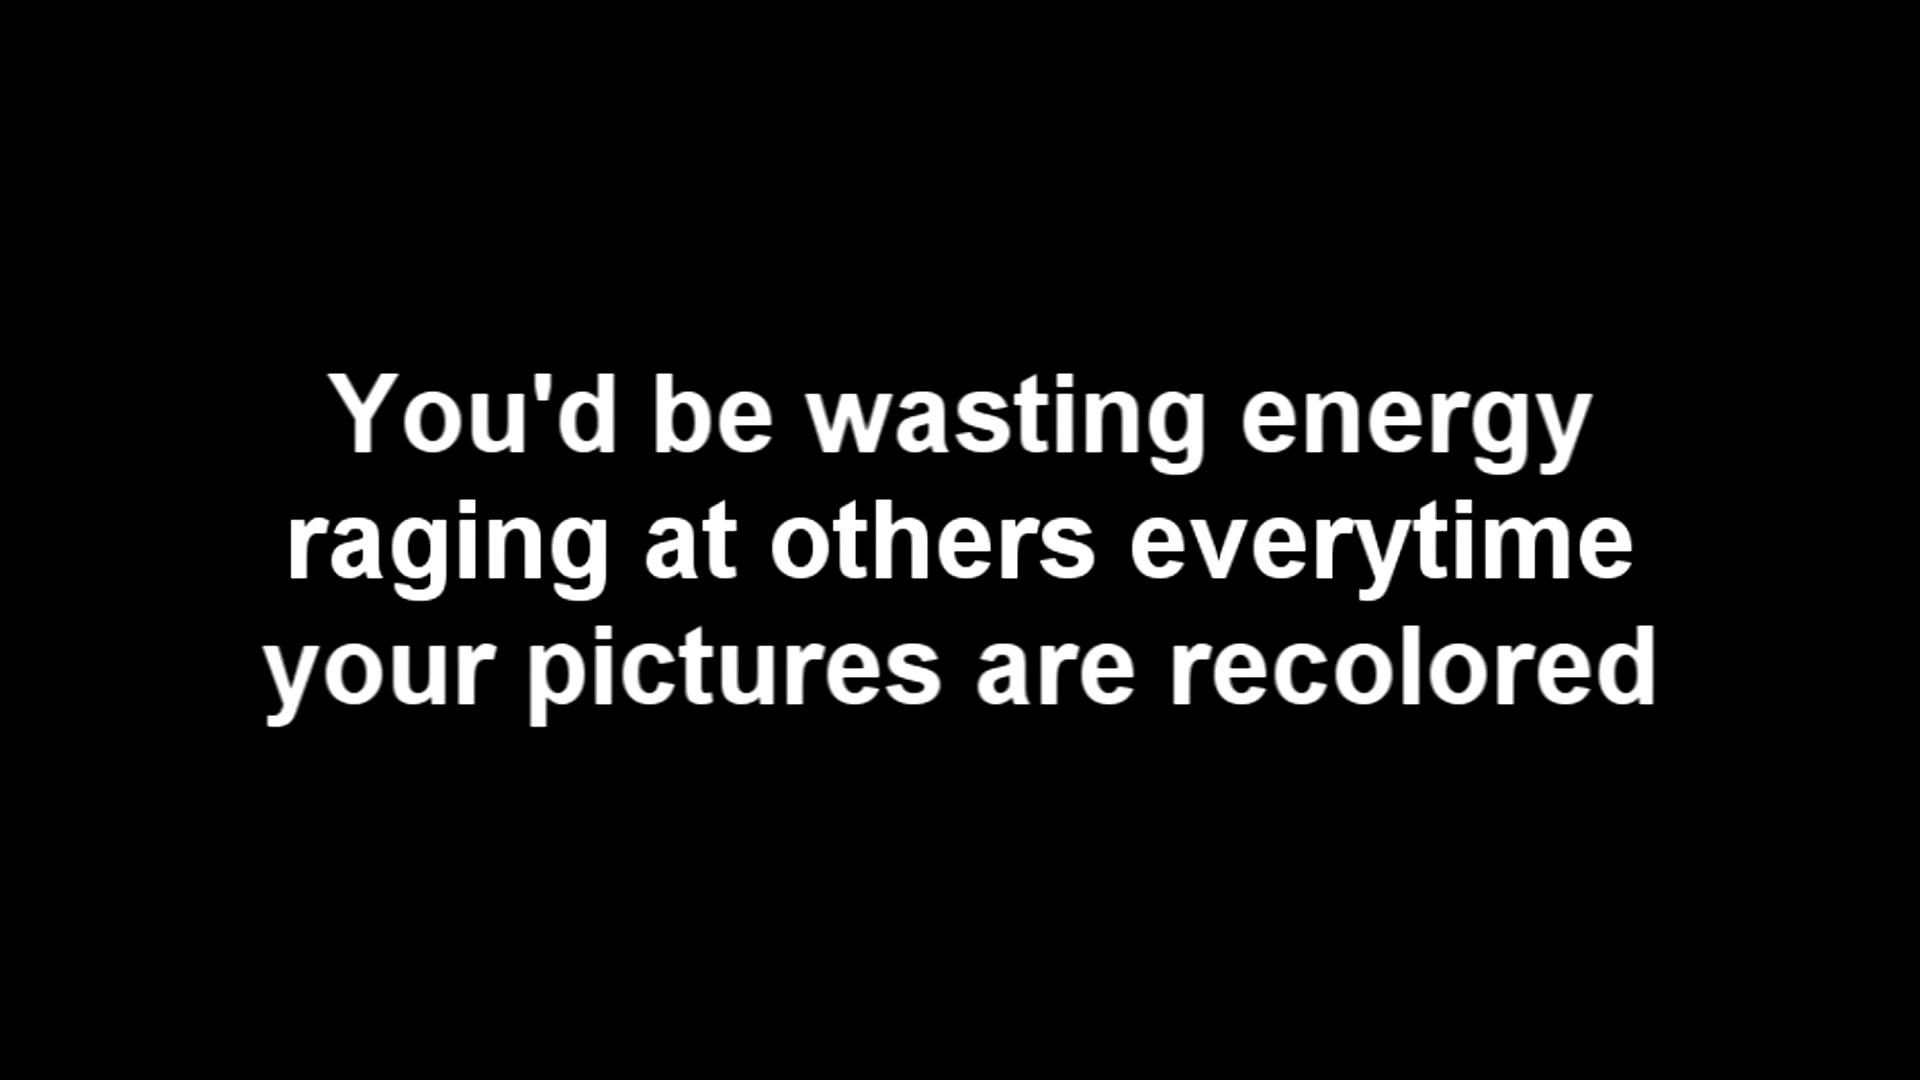 You'd be wasting energy
raging at others everytime
your pictures are recolored